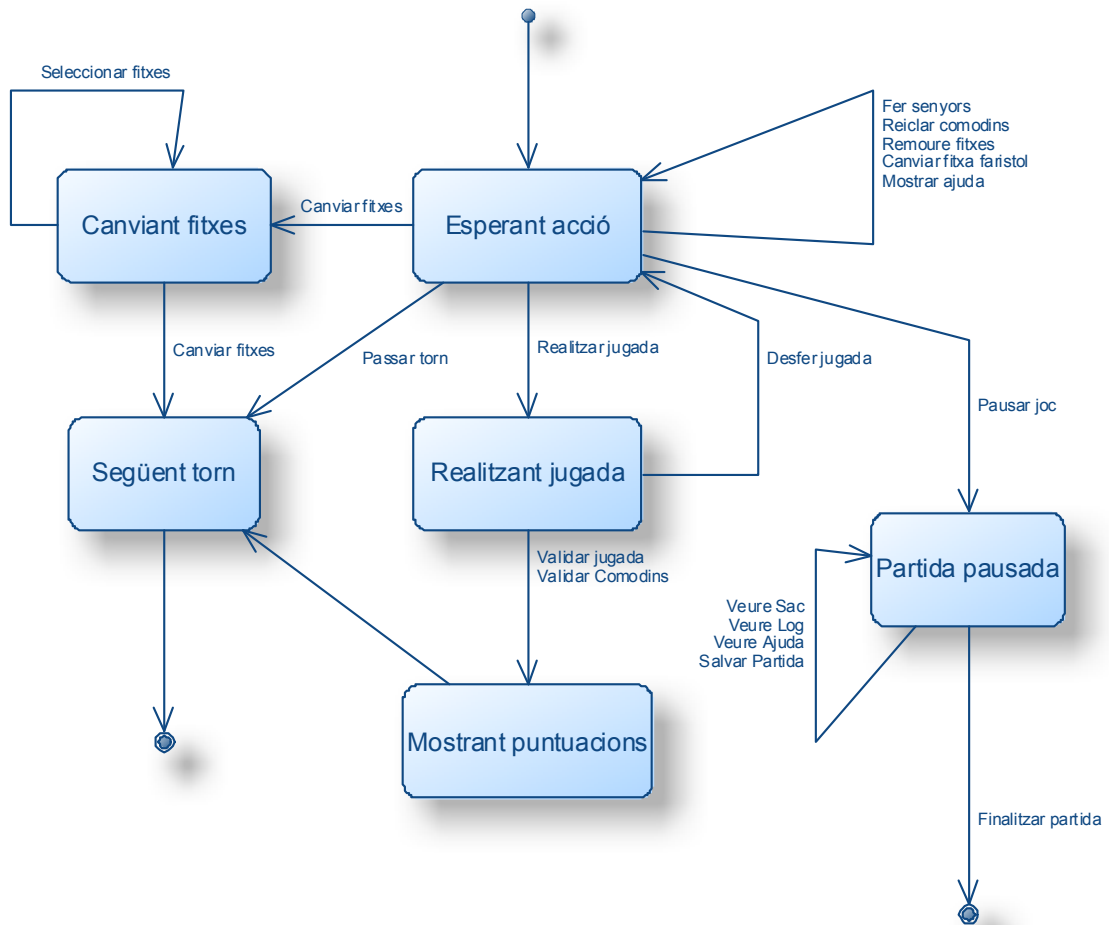 Seleccionar fitxes
Fer senyors
Reiclar comodins
Remoure fitxes
Canviar fitxa faristol
Mostrar ajuda
Canviant fitxes
Canviar fitxes
Esperant acció
Canviar fitxes
Passar torn
Realitzar jugada
Desfer jugada
Pausar joc
Següent torn
Realitzant jugada
Validar jugada
Validar Comodins
Partida pausada
Veure Sac
Veure Log
Veure Ajuda
Salvar Partida
Mostrant puntuacions
Finalitzar partida